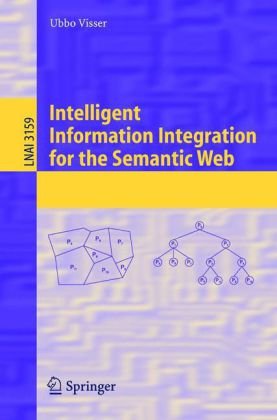 Ubbo Visser
LNAI 3159
Intelligent
Information Integration
for the Semantic Web
Springer